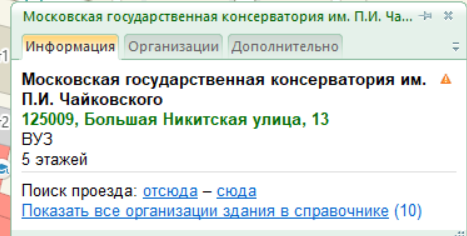 Московская государственная консерватория им. П.И. Ча...
Информация Организации Дополнительно
Московская государственная консерватория им.
П.И. Чайковского
125009, Большая Никитская улица, 13
ВУЗ
5 этажей
Поиск проезда: отсюда – сюда
Показать все организации здания в справочнике (10)